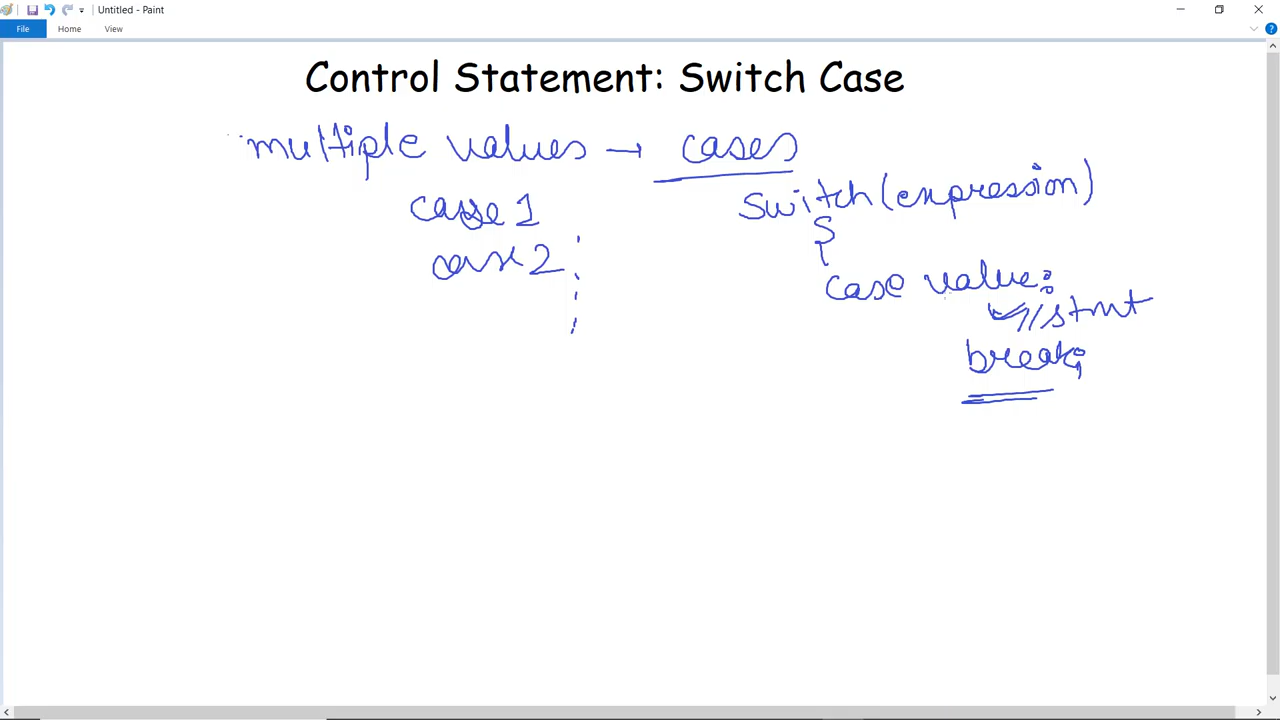 Untitled - Paint
File Home View
Control Statement: Switch Case
multiple values → cases
case 1
case 2
switch(expression)
{
case value:
//stmt
break;